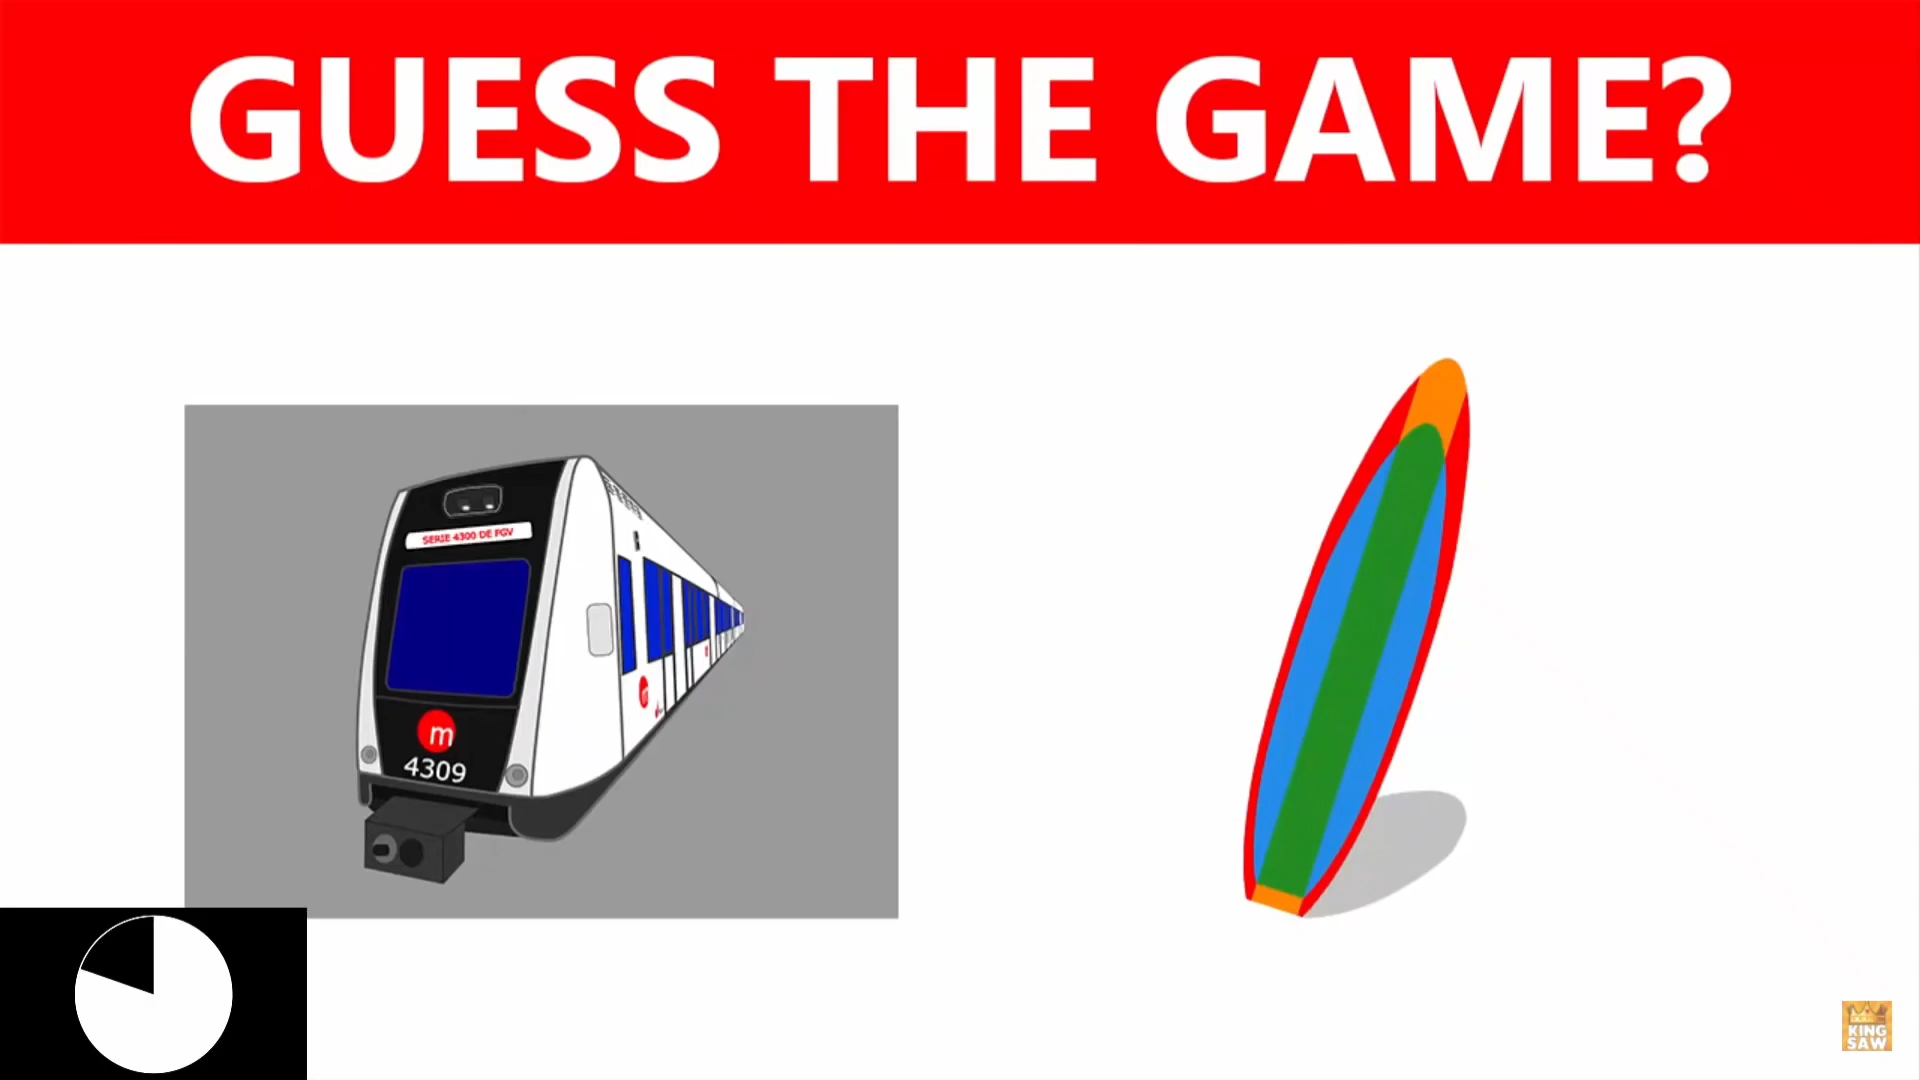 GUESS THE GAME?
SERIE 4300 DE FGV
m
4309
m
KING
SAW